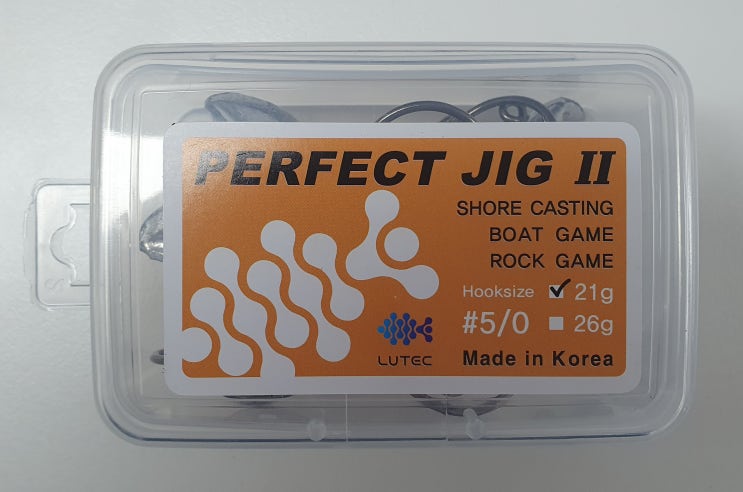 PERFECT JIG II
SHORE CASTING
BOAT GAME
ROCK GAME
Hooksize ✓ 21g
#5/0 26g
LUTEC
Made in Korea